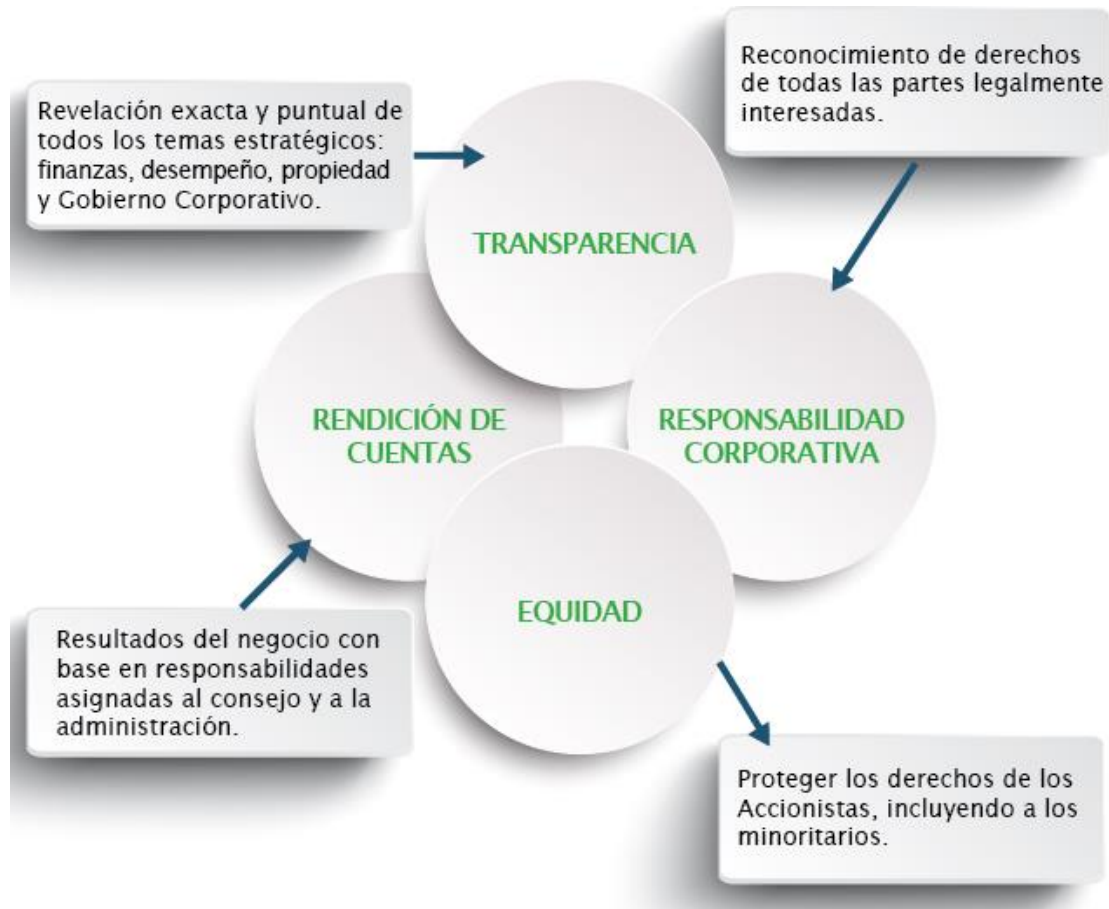 Reconocimiento de derechos
de todas las partes legalmente
interesadas.
Revelación exacta y puntual de
todos los temas estratégicos:
finanzas, desempeño, propiedad
y Gobierno Corporativo.
TRANSPARENCIA
RENDICIÓN DE
CUENTAS
RESPONSABILIDAD
CORPORATIVA
EQUIDAD
Resultados del negocio con
base en responsabilidades
asignadas al consejo y a la
administración.
Proteger los derechos de los
Accionistas, incluyendo a los
minoritarios.